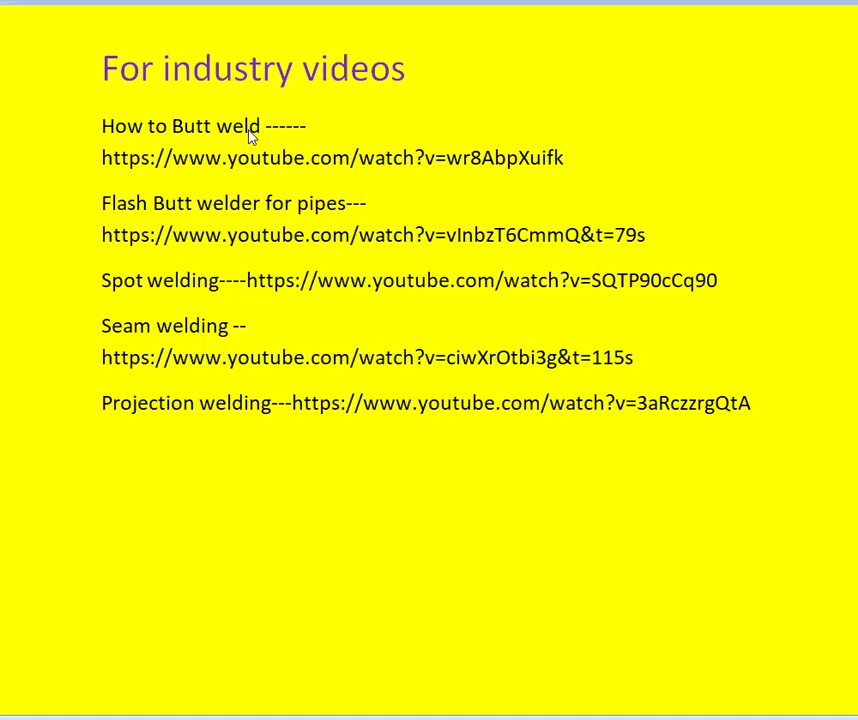 For industry videos
How to Butt weld ------
https://www.youtube.com/watch?v=wr8AbpXuifk
Flash Butt welder for pipes---
https://www.youtube.com/watch?v=vInbzT6CmmQ&t=79s
Spot welding----https://www.youtube.com/watch?v=SQTP90cCq90
Seam welding --
https://www.youtube.com/watch?v=ciwXrOtbi3g&t=115s
Projection welding---https://www.youtube.com/watch?v=3aRczzrgQtA